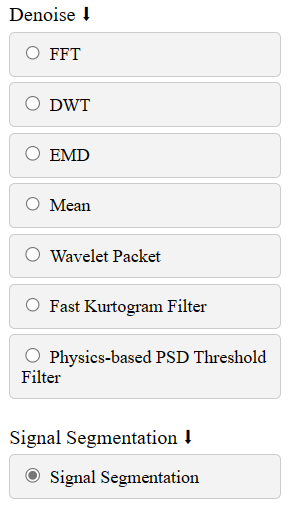 Denoise ⬇
FFT
DWT
EMD
Mean
Wavelet Packet
Fast Kurtogram Filter
Physics-based PSD Threshold
Filter
Signal Segmentation ⬇
Signal Segmentation